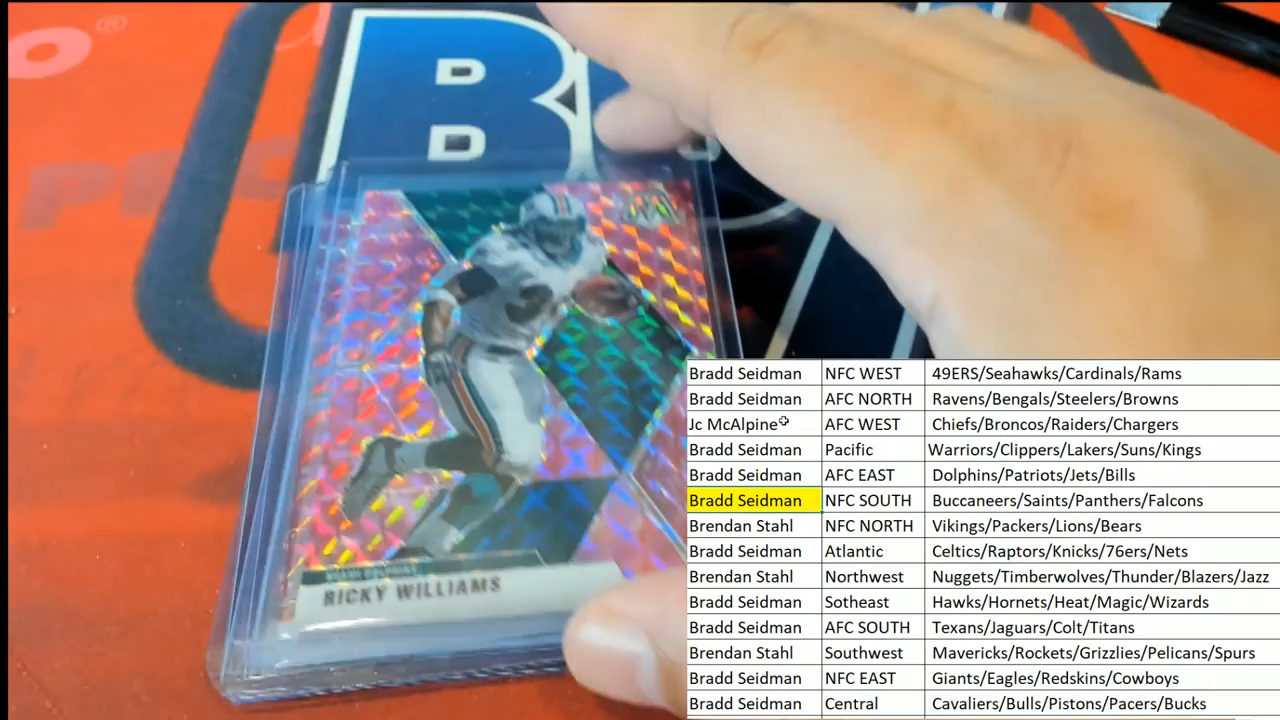 RICKY WILLIAMS
Bradd Seidman NFC WEST 49ERS/Seahawks/Cardinals/Rams
Bradd Seidman AFC NORTH Ravens/Bengals/Steelers/Browns
Jc McAlpine AFC WEST Chiefs/Broncos/Raiders/Chargers
Bradd Seidman Pacific Warriors/Clippers/Lakers/Suns/Kings
Bradd Seidman AFC EAST Dolphins/Patriots/Jets/Bills
Bradd Seidman NFC SOUTH Buccaneers/Saints/Panthers/Falcons
Brendan Stahl NFC NORTH Vikings/Packers/Lions/Bears
Bradd Seidman Atlantic Celtics/Raptors/Knicks/76ers/Nets
Brendan Stahl Northwest Nuggets/Timberwolves/Thunder/Blazers/Jazz
Bradd Seidman Sotheast Hawks/Hornets/Heat/Magic/Wizards
Bradd Seidman AFC SOUTH Texans/Jaguars/Colt/Titans
Brendan Stahl Southwest Mavericks/Rockets/Grizzlies/Pelicans/Spurs
Bradd Seidman NFC EAST Giants/Eagles/Redskins/Cowboys
Bradd Seidman Central Cavaliers/Bulls/Pistons/Pacers/Bucks